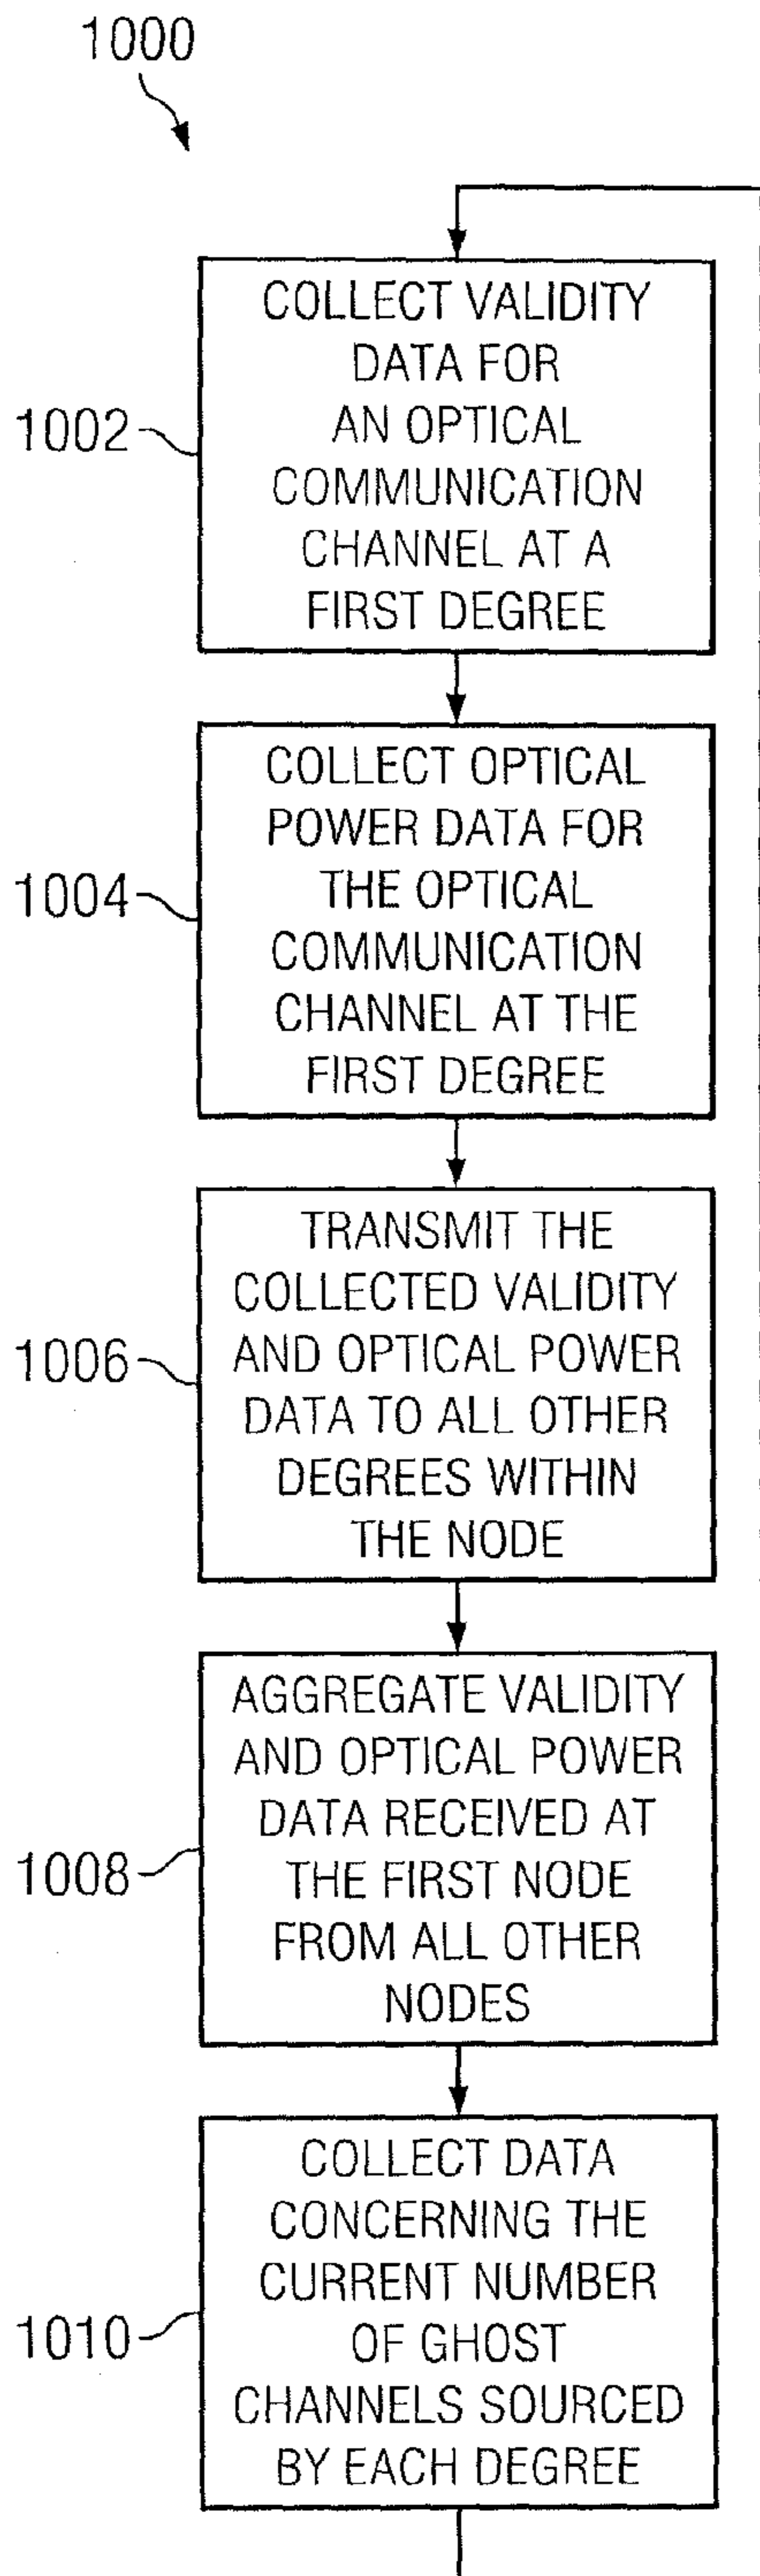 1000
COLLECT VALIDITY
DATA FOR
AN OPTICAL
COMMUNICATION
CHANNEL AT A
FIRST DEGREE
1002
COLLECT OPTICAL
POWER DATA FOR
THE OPTICAL
COMMUNICATION
CHANNEL AT THE
FIRST DEGREE
1004
TRANSMIT THE
COLLECTED VALIDITY
AND OPTICAL POWER
DATA TO ALL OTHER
DEGREES WITHIN
THE NODE
1006
AGGREGATE VALIDITY
AND OPTICAL POWER
DATA RECEIVED AT
THE FIRST NODE
FROM ALL OTHER
NODES
1008
COLLECT DATA
CONCERNING THE
CURRENT NUMBER
OF GHOST
CHANNELS SOURCED
BY EACH DEGREE
1010